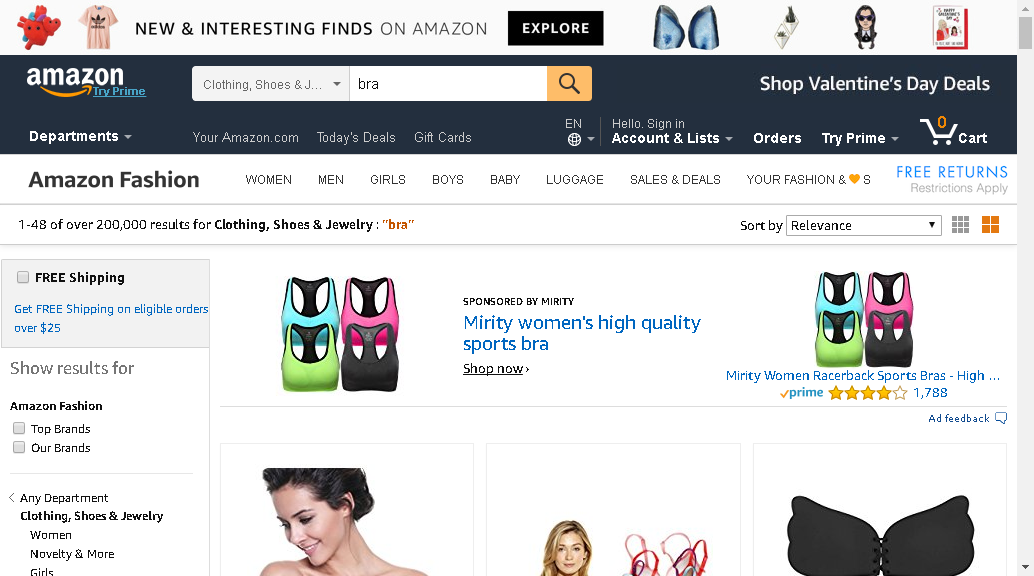 NEW & INTERESTING FINDS ON AMAZON EXPLORE
amazon
Try Prime
Clothing, Shoes & J... bra
Shop Valentine's Day Deals
Departments Your Amazon.com Today's Deals Gift Cards
EN
Hello. Sign in
Account & Lists Orders Try Prime 0 Cart
Amazon Fashion WOMEN MEN GIRLS BOYS BABY LUGGAGE SALES & DEALS YOUR FASHION & S
FREE RETURNS
Restrictions Apply
1-48 of over 200,000 results for Clothing, Shoes & Jewelry : "bra"
Sort by Relevance
FREE Shipping
Get FREE Shipping on eligible orders
over $25
Show results for
Amazon Fashion
Top Brands
Our Brands
Any Department
Clothing, Shoes & Jewelry
Women
Novelty & More
Girls
SPONSORED BY MIRITY
Mirity women's high quality
sports bra
Shop now ›
Mirity Women Racerback Sports Bras - High ...
prime 1,788
Ad feedback